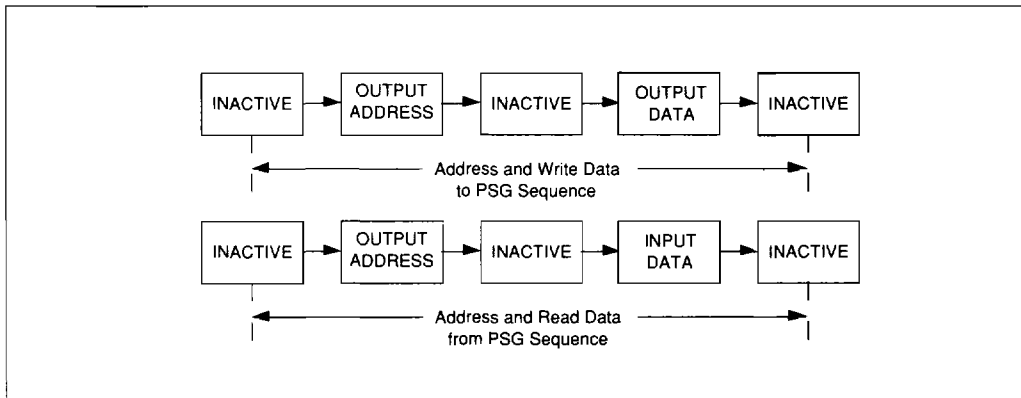 INACTIVE
OUTPUT
ADDRESS
INACTIVE
OUTPUT
DATA
INACTIVE
Address and Write Data
to PSG Sequence
INACTIVE
OUTPUT
ADDRESS
INACTIVE
INPUT
DATA
INACTIVE
Address and Read Data
from PSG Sequence